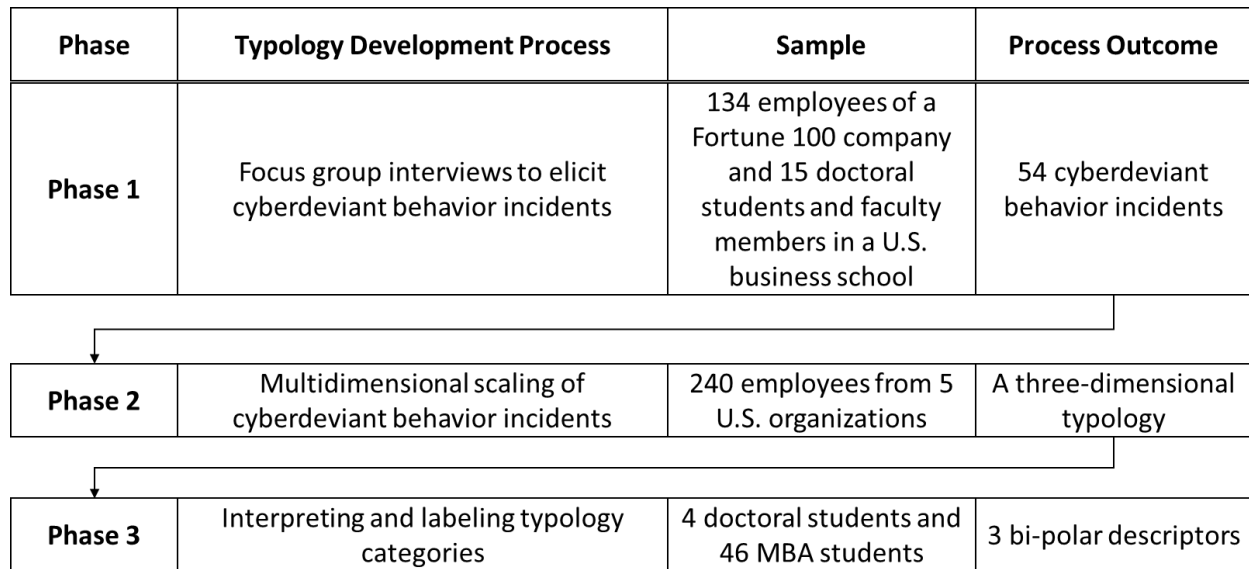 Phase
Typology Development Process
Sample
Process Outcome
Phase 1
Focus group interviews to elicit
cyberdeviant behavior incidents
134 employees of a
Fortune 100 company
and 15 doctoral
students and faculty
members in a U.S.
business school
54 cyberdeviant
behavior incidents
Phase 2
Multidimensional scaling of
cyberdeviant behavior incidents
240 employees from 5
U.S. organizations
A three-dimensional
typology
Phase 3
Interpreting and labeling typology
categories
4 doctoral students and
46 MBA students
3 bi-polar descriptors